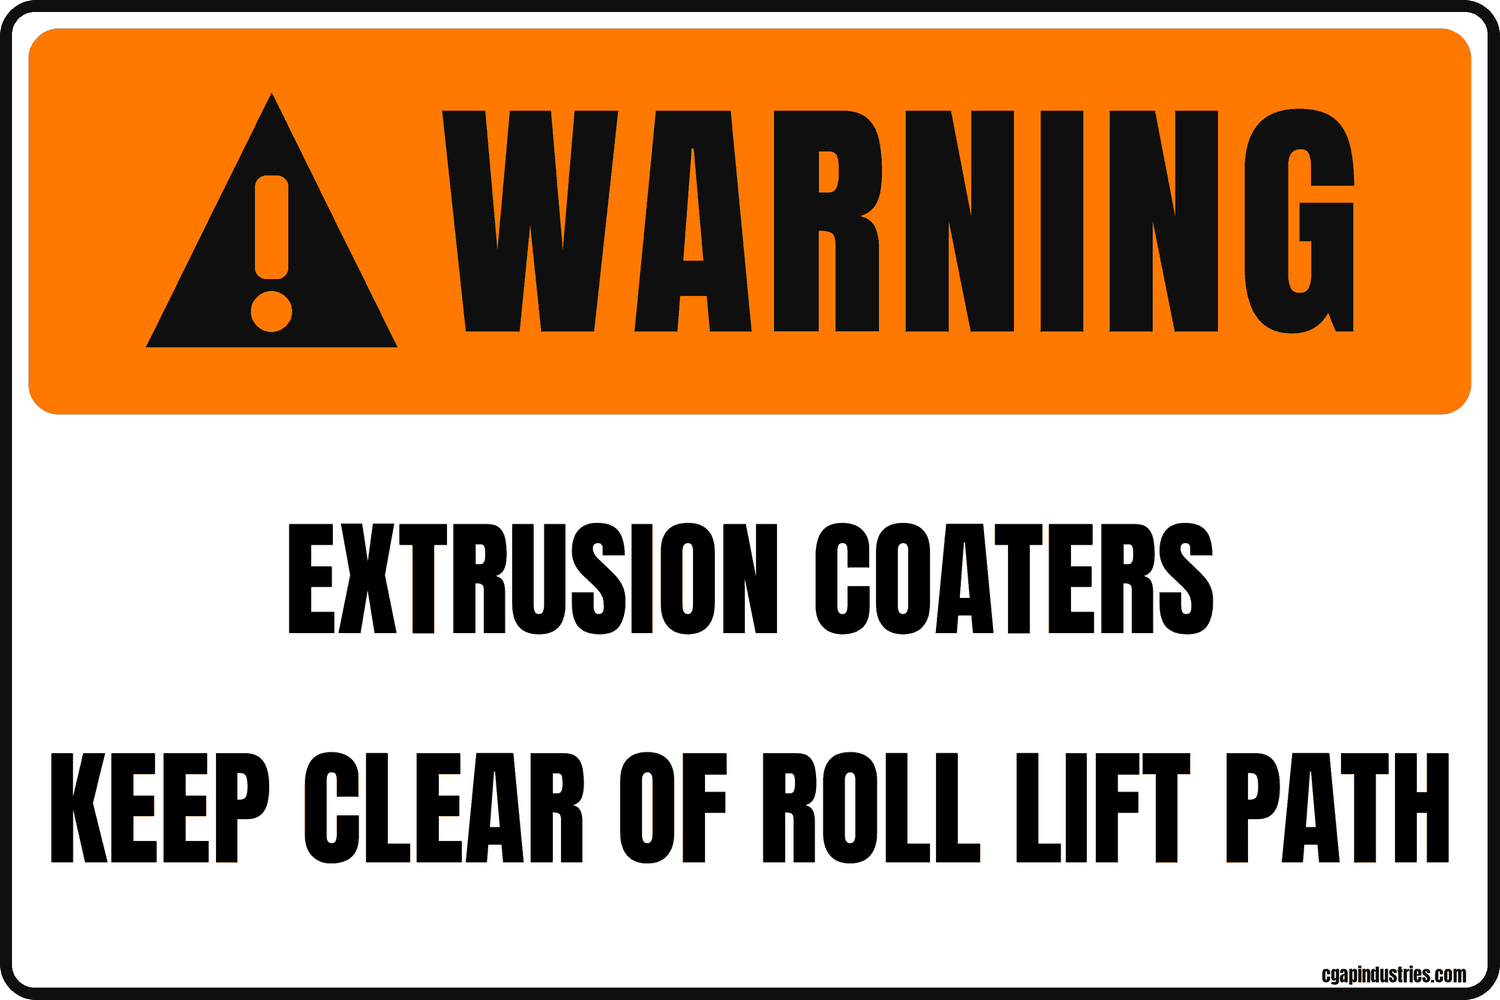 WARNING
EXTRUSION COATERS
KEEP CLEAR OF ROLL LIFT PATH
cgapindustries.com